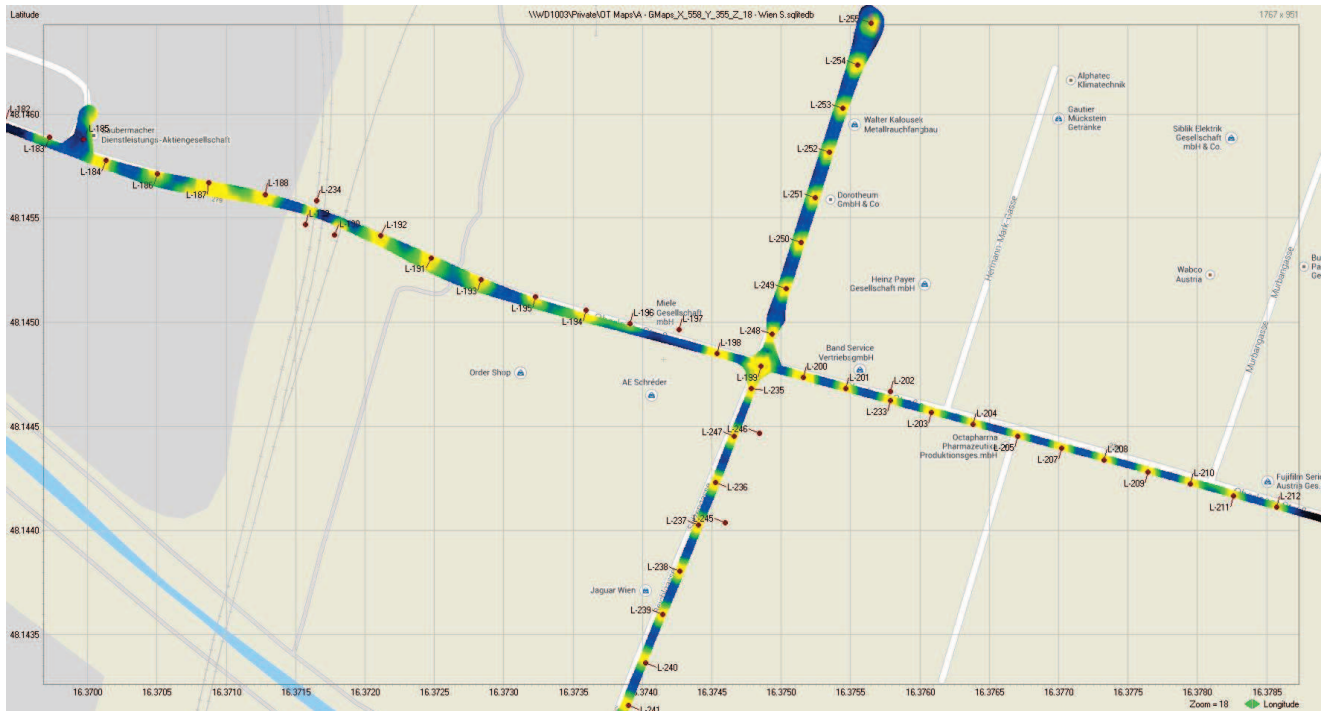 Latitude
\\WD1003\Private\OT Maps\A - GMaps_X_558_Y_355_Z_18 - Wien S.sqlitedb
1767 x 951
L-255
L-254
L-253
L-252
L-251
L-250
L-249
L-248
Alphatec
Klimatechnik
Gautier
Mückstein
Getränke
Siblik Elektrik
Gesellschaft
mbH & Co.
Walter Kalousek
Metallrauchfangbau
Dorotheum
GmbH & Co
48.1460
L-182
L-183
L-185
Saubermacher
Dienstleistungs-Aktiengesellschaft
L-184
L-186
L-187
L-188
L-234
L-192
L-191
L-193
L-195
L-194
L-196
L-197
L-198
L-199
48.1455
48.1450
Miele
Gesellschaft
mbH
Heinz Payer
Gesellschaft mbH
Hermann-Mark-Gasse
Wabco
Austria
Murbangasse
Murbangasse
Band Service
VertriebsgmbH
Order Shop
AE Schréder
L-200
L-201
L-202
L-233
L-203
L-204
L-205
L-207
L-208
L-209
L-210
L-211
L-212
L-235
48.1445
L-247
L-246
Octapharma
Pharmazeutika
Produktionsges.mbH
Fujifilm Seric
Austria Ges.
L-236
L-237
L-245
48.1440
L-238
Jaguar Wien
L-239
48.1435
L-240
L-241
16.3700
16.3705
16.3710
16.3715
16.3720
16.3725
16.3730
16.3735
16.3740
16.3745
16.3750
16.3755
16.3760
16.3765
16.3770
16.3775
16.3780
16.3785
Zoom = 18
Longitude